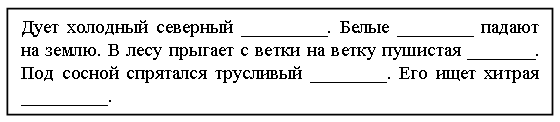 Дует холодный северный _________. Белые ________ падают
на землю. В лесу прыгает с ветки на ветку пушистая _______.
Под сосной спрятался трусливый ________. Его ищет хитрая
_________.